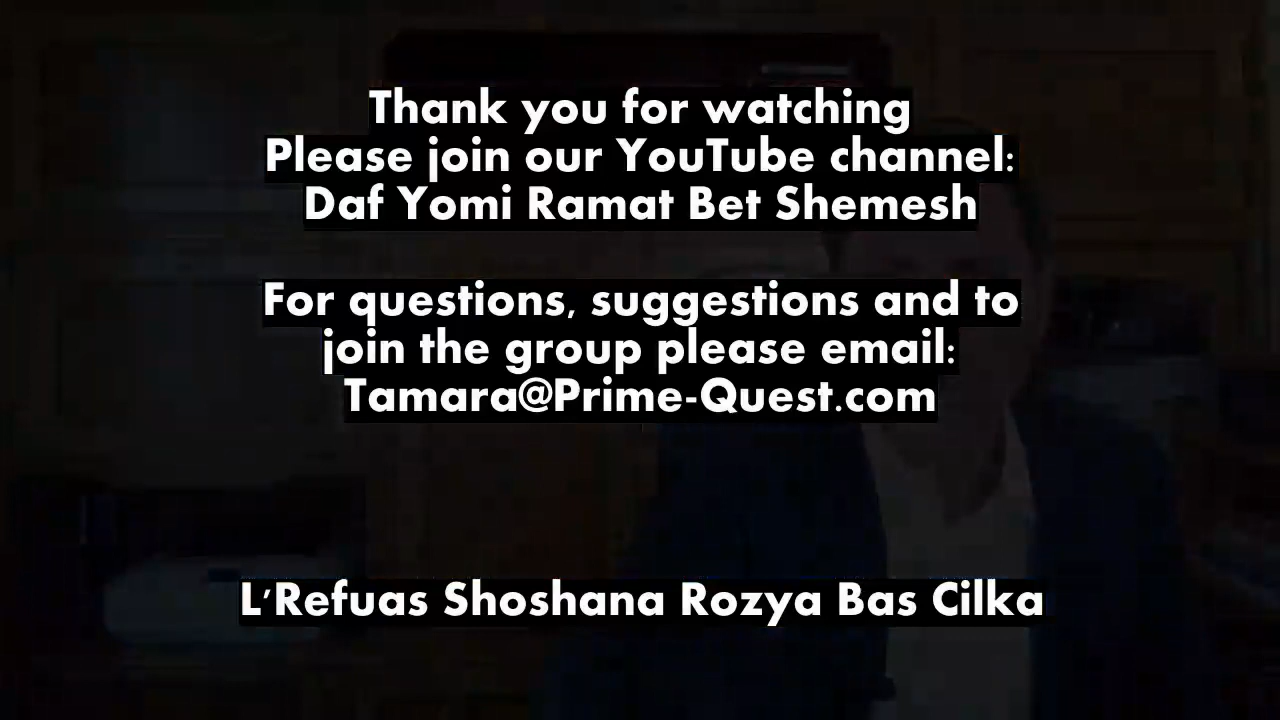 Thank you for watching
Please join our YouTube channel:
Daf Yomi Ramat Bet Shemesh
For questions, suggestions and to
join the group please email:
Tamara@Prime-Quest.com
L'Refuas Shoshana Rozya Bas Cilka